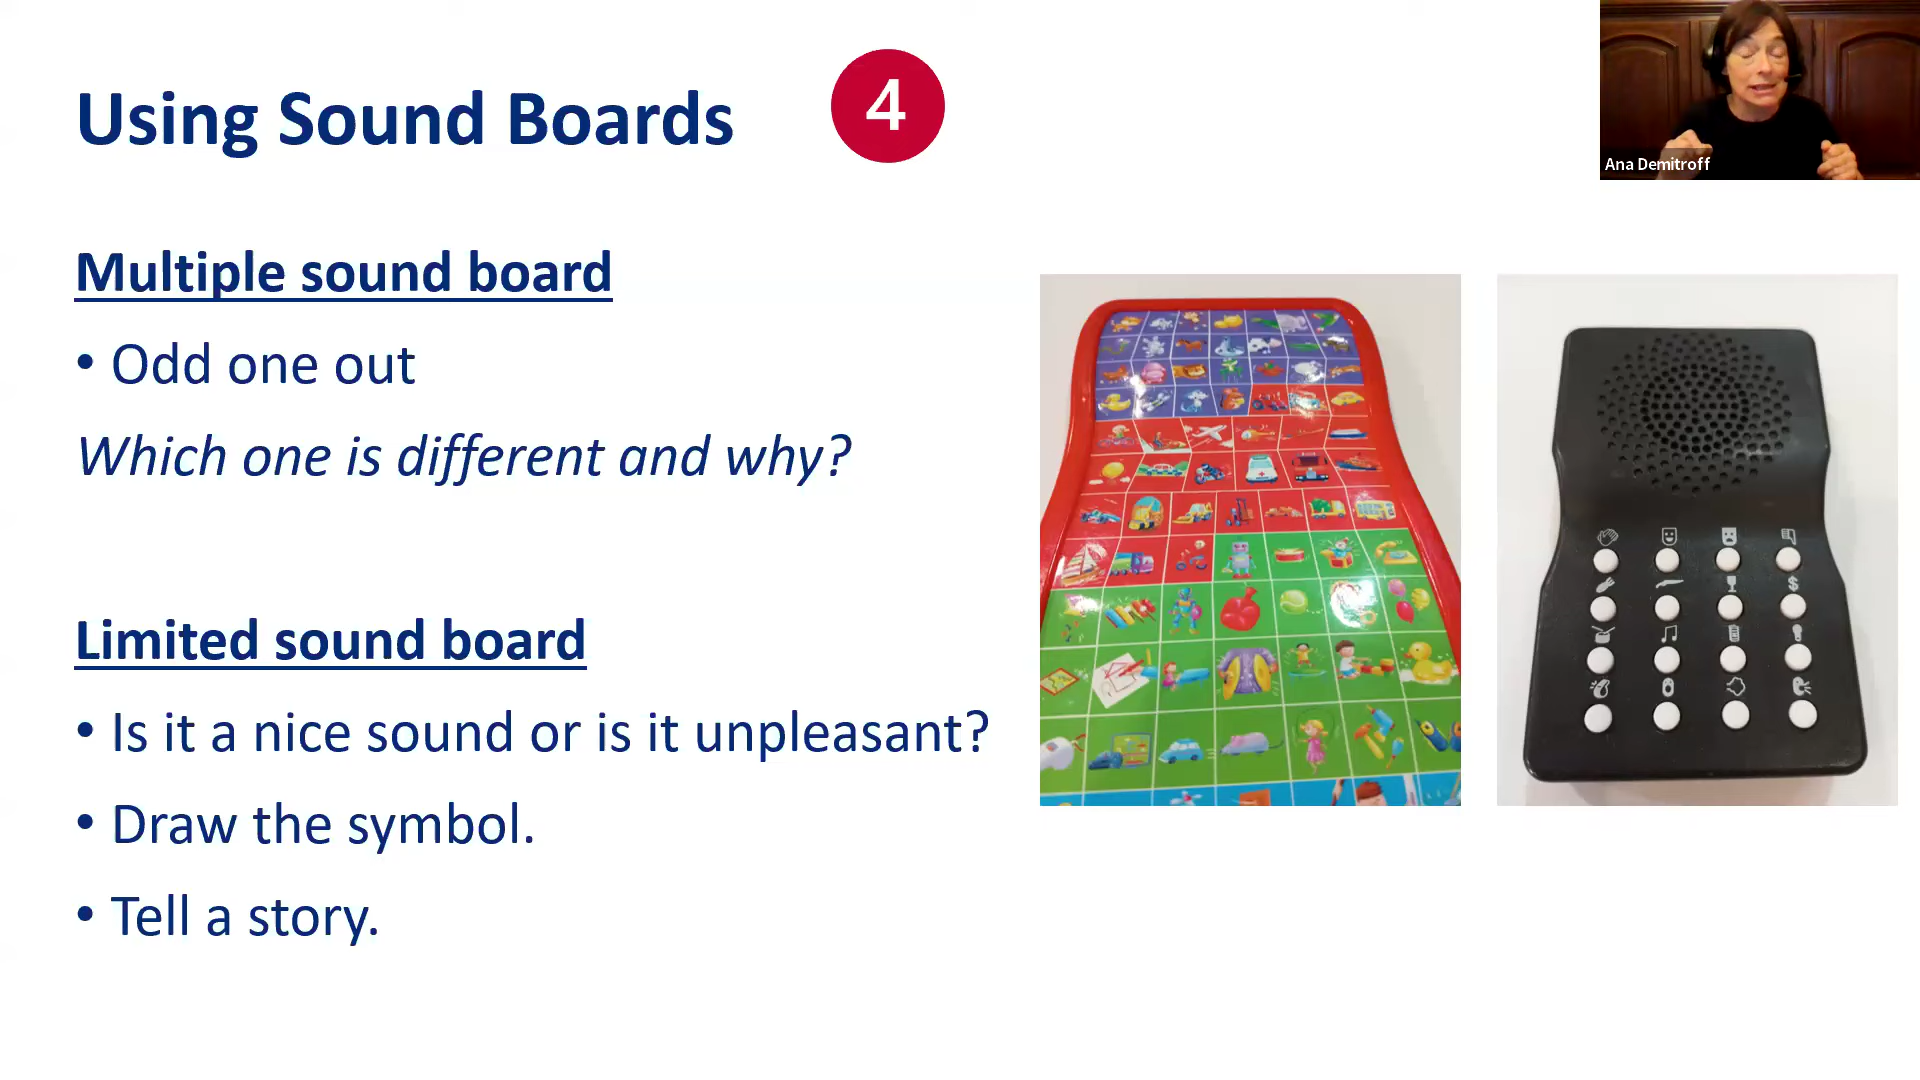 Using Sound Boards
4
Ana Demitroff
Multiple sound board
• Odd one out
Which one is different and why?
Limited sound board
• Is it a nice sound or is it unpleasant?
• Draw the symbol.
• Tell a story.
$